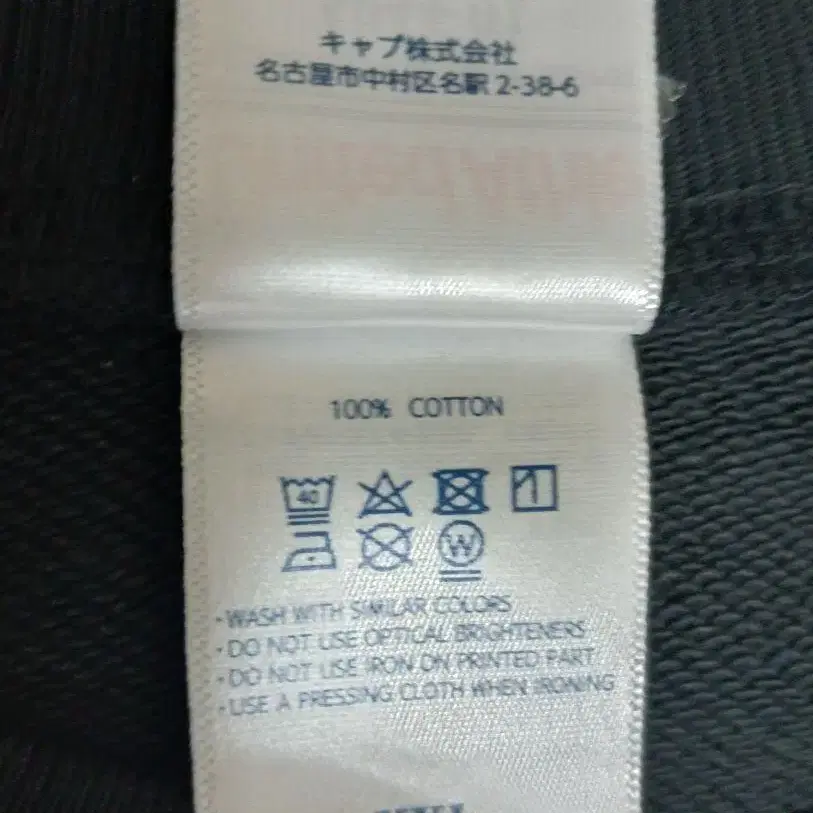 キャブ株式会社
名古屋市中村区名駅 2-38-6
100% COTTON
40
W
· WASH WITH SIMILAR COLORS
· DO NOT USE OPTICAL BRIGHTENERS
· DO NOT USE IRON ON PRINTED PART
· USE A PRESSING CLOTH WHEN IRONING